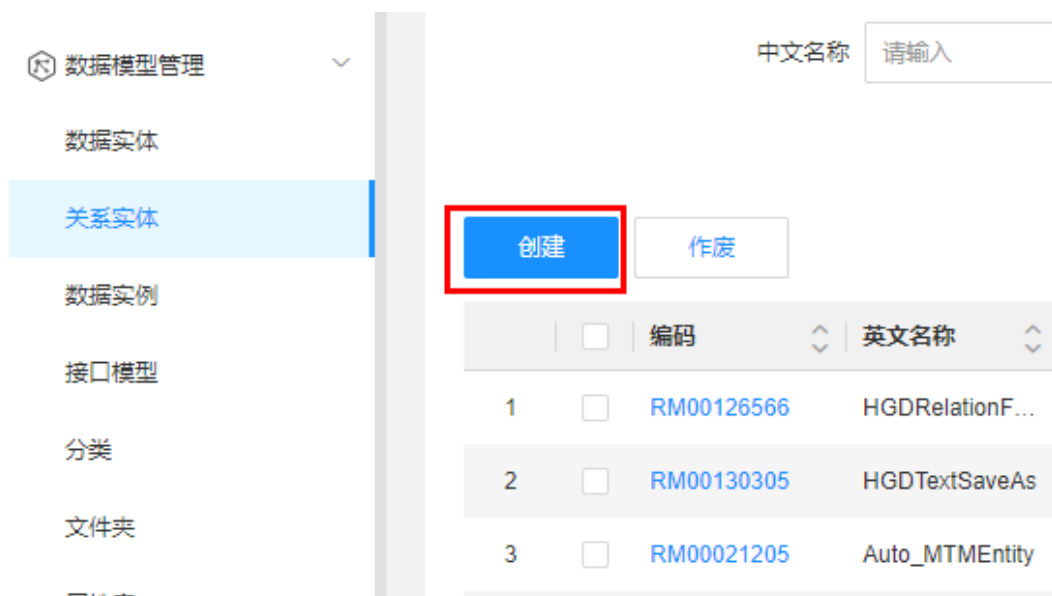 数据模型管理
数据实体
关系实体
数据实例
接口模型
分类
文件夹
中文名称 请输入
创建 作废
编码 英文名称
1 RM00126566 HGDRelationF...
2 RM00130305 HGDTextSaveAs
3 RM00021205 Auto_MTMEntity